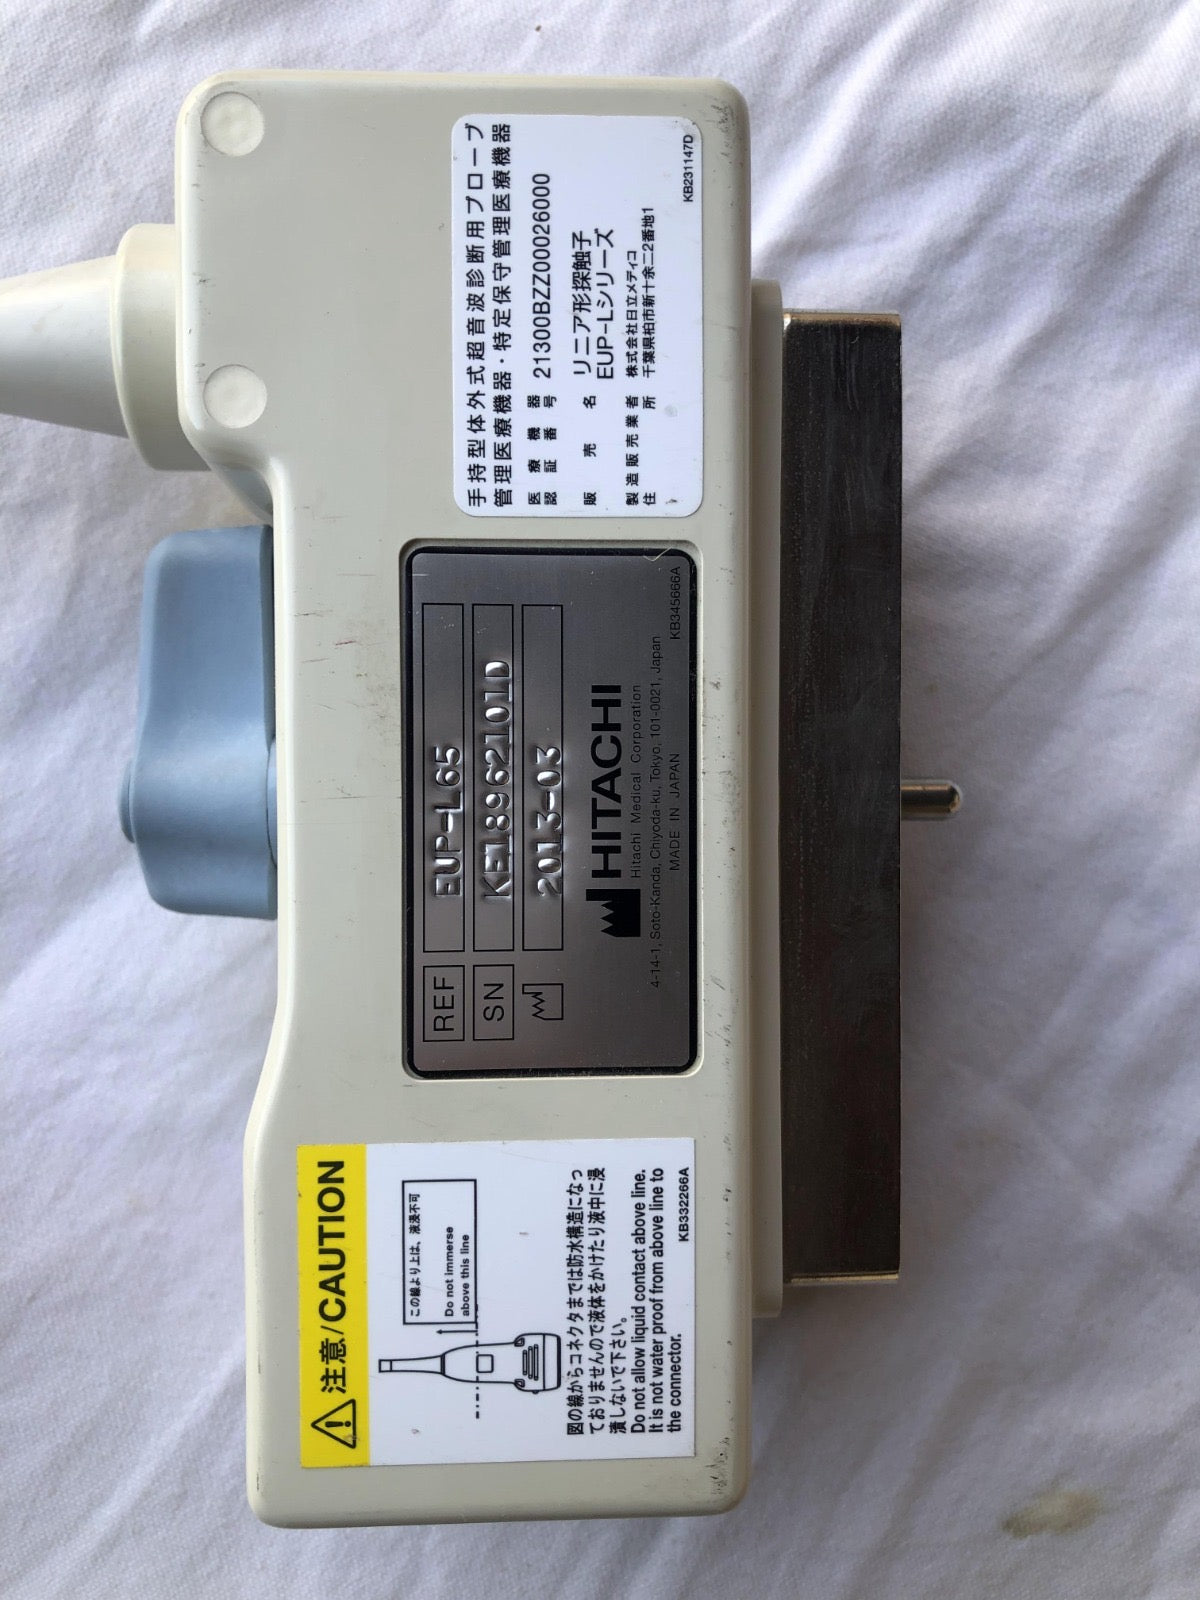 注意/CAUTION
この線より上は、液浸不可
Do not immerse
above this line
図の線からコネクタまでは防水構造になっ
ておりませんので液体をかけたり液中に浸
漬しないで下さい。
Do not allow liquid contact above line.
It is not water proof from above line to
the connector.
KB332266A
REF EUP-L65
SN KE18962101D
2013-03
HITACHI
Hitachi Medical Corporation
4-14-1, Soto-Kanda, Chiyoda-ku, Tokyo, 101-0021, Japan
MADE IN JAPAN
KB345666A
手持型体外式超音波診断用プローブ
管理医療機器・特定保守管理医療機器
医療機器
認証番号 21300BZZ00026000
販売名 リニア形探触子
EUP-Lシリーズ
製造販売業者 株式会社日立メディコ
住所 千葉県柏市新十余二2番地1
KB231147D